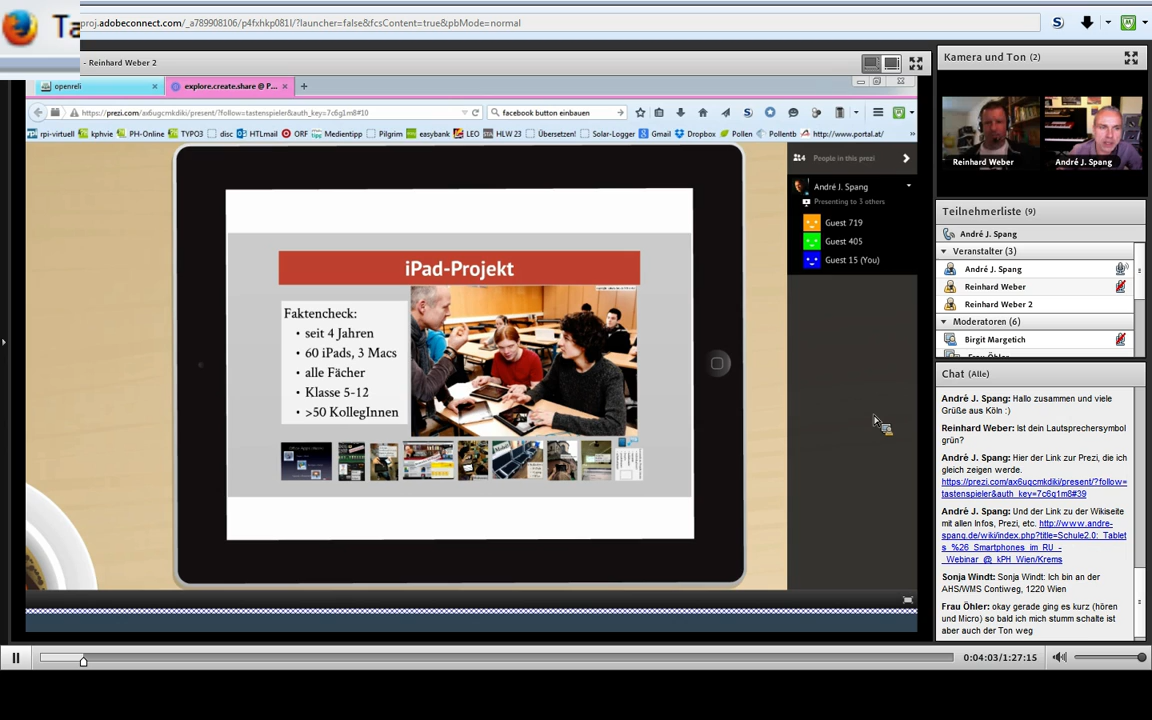 Ta
proj.adobeconnect.com/_a789908106/p4fxhkp081l/?launcher=false&fcsContent=true&pbMode=normal
- Reinhard Weber 2
openreli
explore.create.share @ P...
https://prezi.com/ax6ugcmkdiki/present/?follow=tastenspieler&auth_key=7c6g1m8#10
facebook button einbauen
rpi-virtuell
kphvie
PH-Online
TYPO3
disc
HTLmail
ORF
Medientipp
Pilgrim
easybank
LEO
HLW 23
Übersetzen!
Solar-Logger
Gmail
Dropbox
Pollen
Pollentb
http://www.portal.at/
iPad-Projekt
Faktencheck:
• seit 4 Jahren
• 60 iPads, 3 Macs
• alle Fächer
• Klasse 5-12
• >50 KollegInnen
People in this prezi
André J. Spang
Presenting to 3 others
Guest 719
Guest 405
Guest 15 (You)
Kamera und Ton (2)
Reinhard Weber
André J. Spang
Teilnehmerliste (9)
André J. Spang
Veranstalter (3)
André J. Spang
Reinhard Weber
Reinhard Weber 2
Moderatoren (6)
Birgit Margetich
Frau Öhler
Chat (Alle)
André J. Spang: Hallo zusammen und viele
Grüße aus Köln :)
Reinhard Weber: Ist dein Lautsprechersymbol
grün?
André J. Spang: Hier der Link zur Prezi, die ich
gleich zeigen werde.
https://prezi.com/ax6ugcmkdiki/present/?follow=
tastenspieler&auth_key=7c6g1m8#39
André J. Spang: Und der Link zu der Wikiseite
mit allen Infos, Prezi, etc. http://www.andre-
spang.de/wiki/index.php?title=Schule2.0:_Tablet
s_%26_Smartphones_im_RU_-
_Webinar_@_kPH_Wien/Krems
Sonja Windt: Sonja Windt: Ich bin an der
AHS/WMS Contiweg, 1220 Wien
Frau Öhler: okay gerade ging es kurz (hören
und Micro) so bald ich mich stumm schalte ist
aber auch der Ton weg
0:04:03/1:27:15